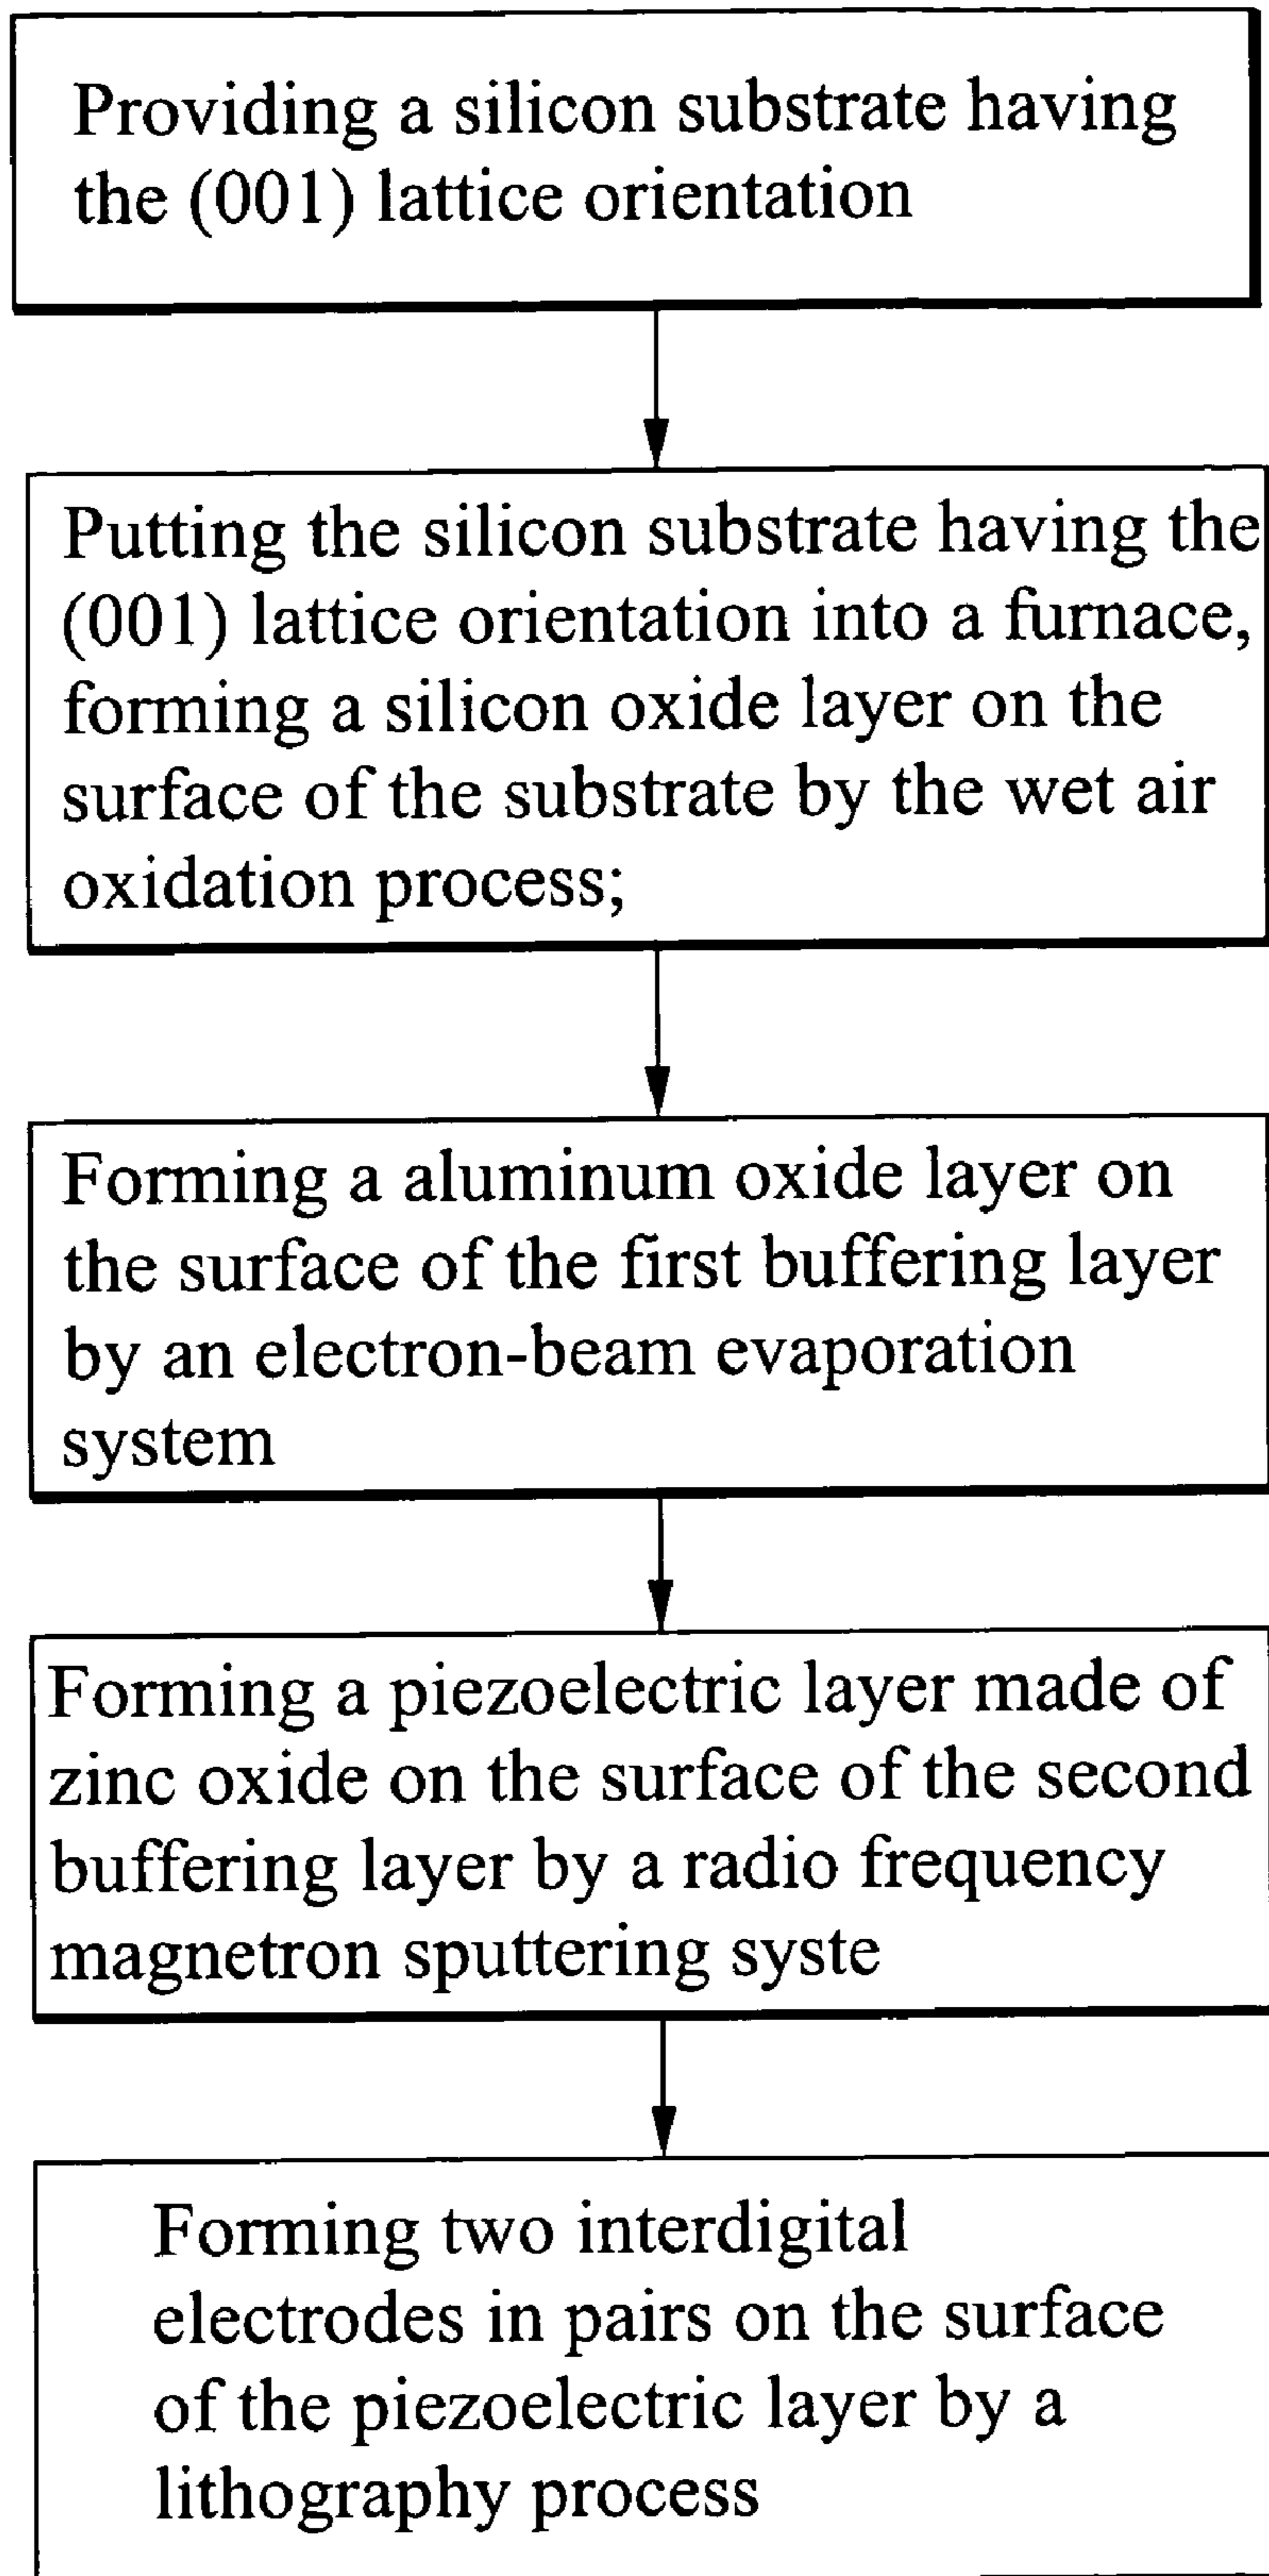 Providing a silicon substrate having
the (001) lattice orientation
Putting the silicon substrate having the
(001) lattice orientation into a furnace,
forming a silicon oxide layer on the
surface of the substrate by the wet air
oxidation process;
Forming a aluminum oxide layer on
the surface of the first buffering layer
by an electron-beam evaporation
system
Forming a piezoelectric layer made of
zinc oxide on the surface of the second
buffering layer by a radio frequency
magnetron sputtering syste
Forming two interdigital
electrodes in pairs on the surface
of the piezoelectric layer by a
lithography process